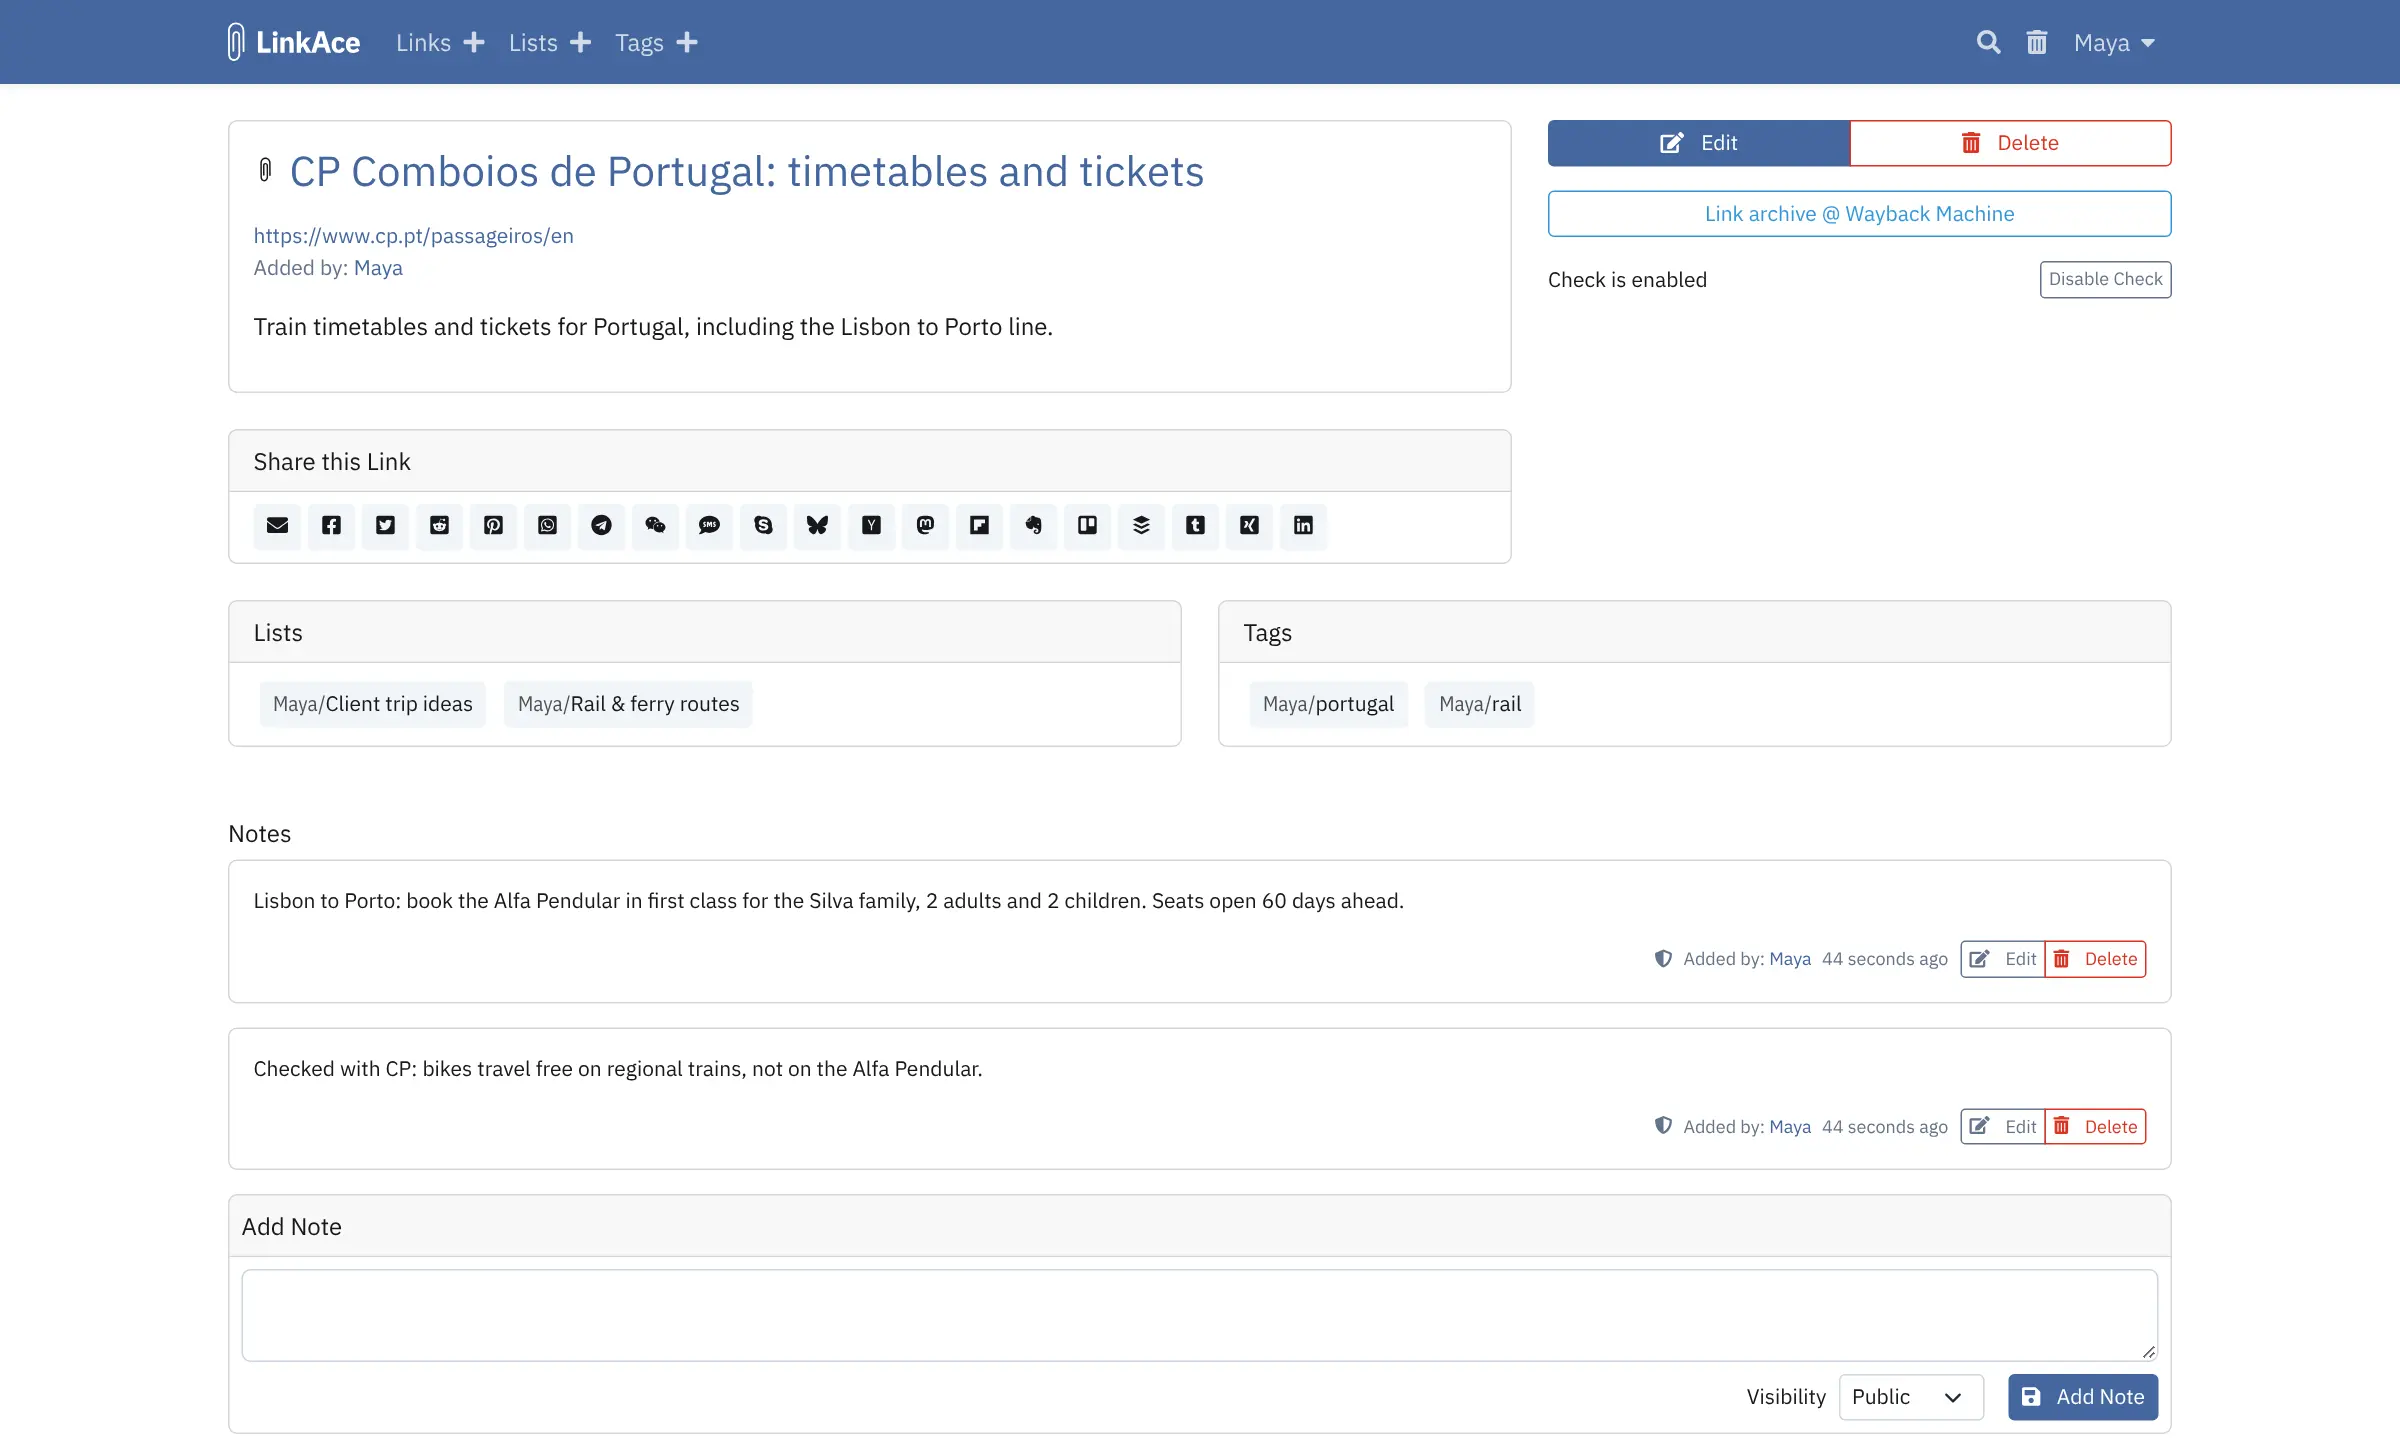 LinkAce Links Lists Tags Maya
CP Comboios de Portugal: timetables and tickets
https://www.cp.pt/passageiros/en
Added by: Maya
Train timetables and tickets for Portugal, including the Lisbon to Porto line.
Edit Delete
Link archive @ Wayback Machine
Check is enabled Disable Check
Share this Link
SMS
Lists
Maya/Client trip ideas Maya/Rail & ferry routes
Tags
Maya/portugal Maya/rail
Notes
Lisbon to Porto: book the Alfa Pendular in first class for the Silva family, 2 adults and 2 children. Seats open 60 days ahead.
Added by: Maya 44 seconds ago Edit Delete
Checked with CP: bikes travel free on regional trains, not on the Alfa Pendular.
Added by: Maya 44 seconds ago Edit Delete
Add Note
Visibility Public Add Note